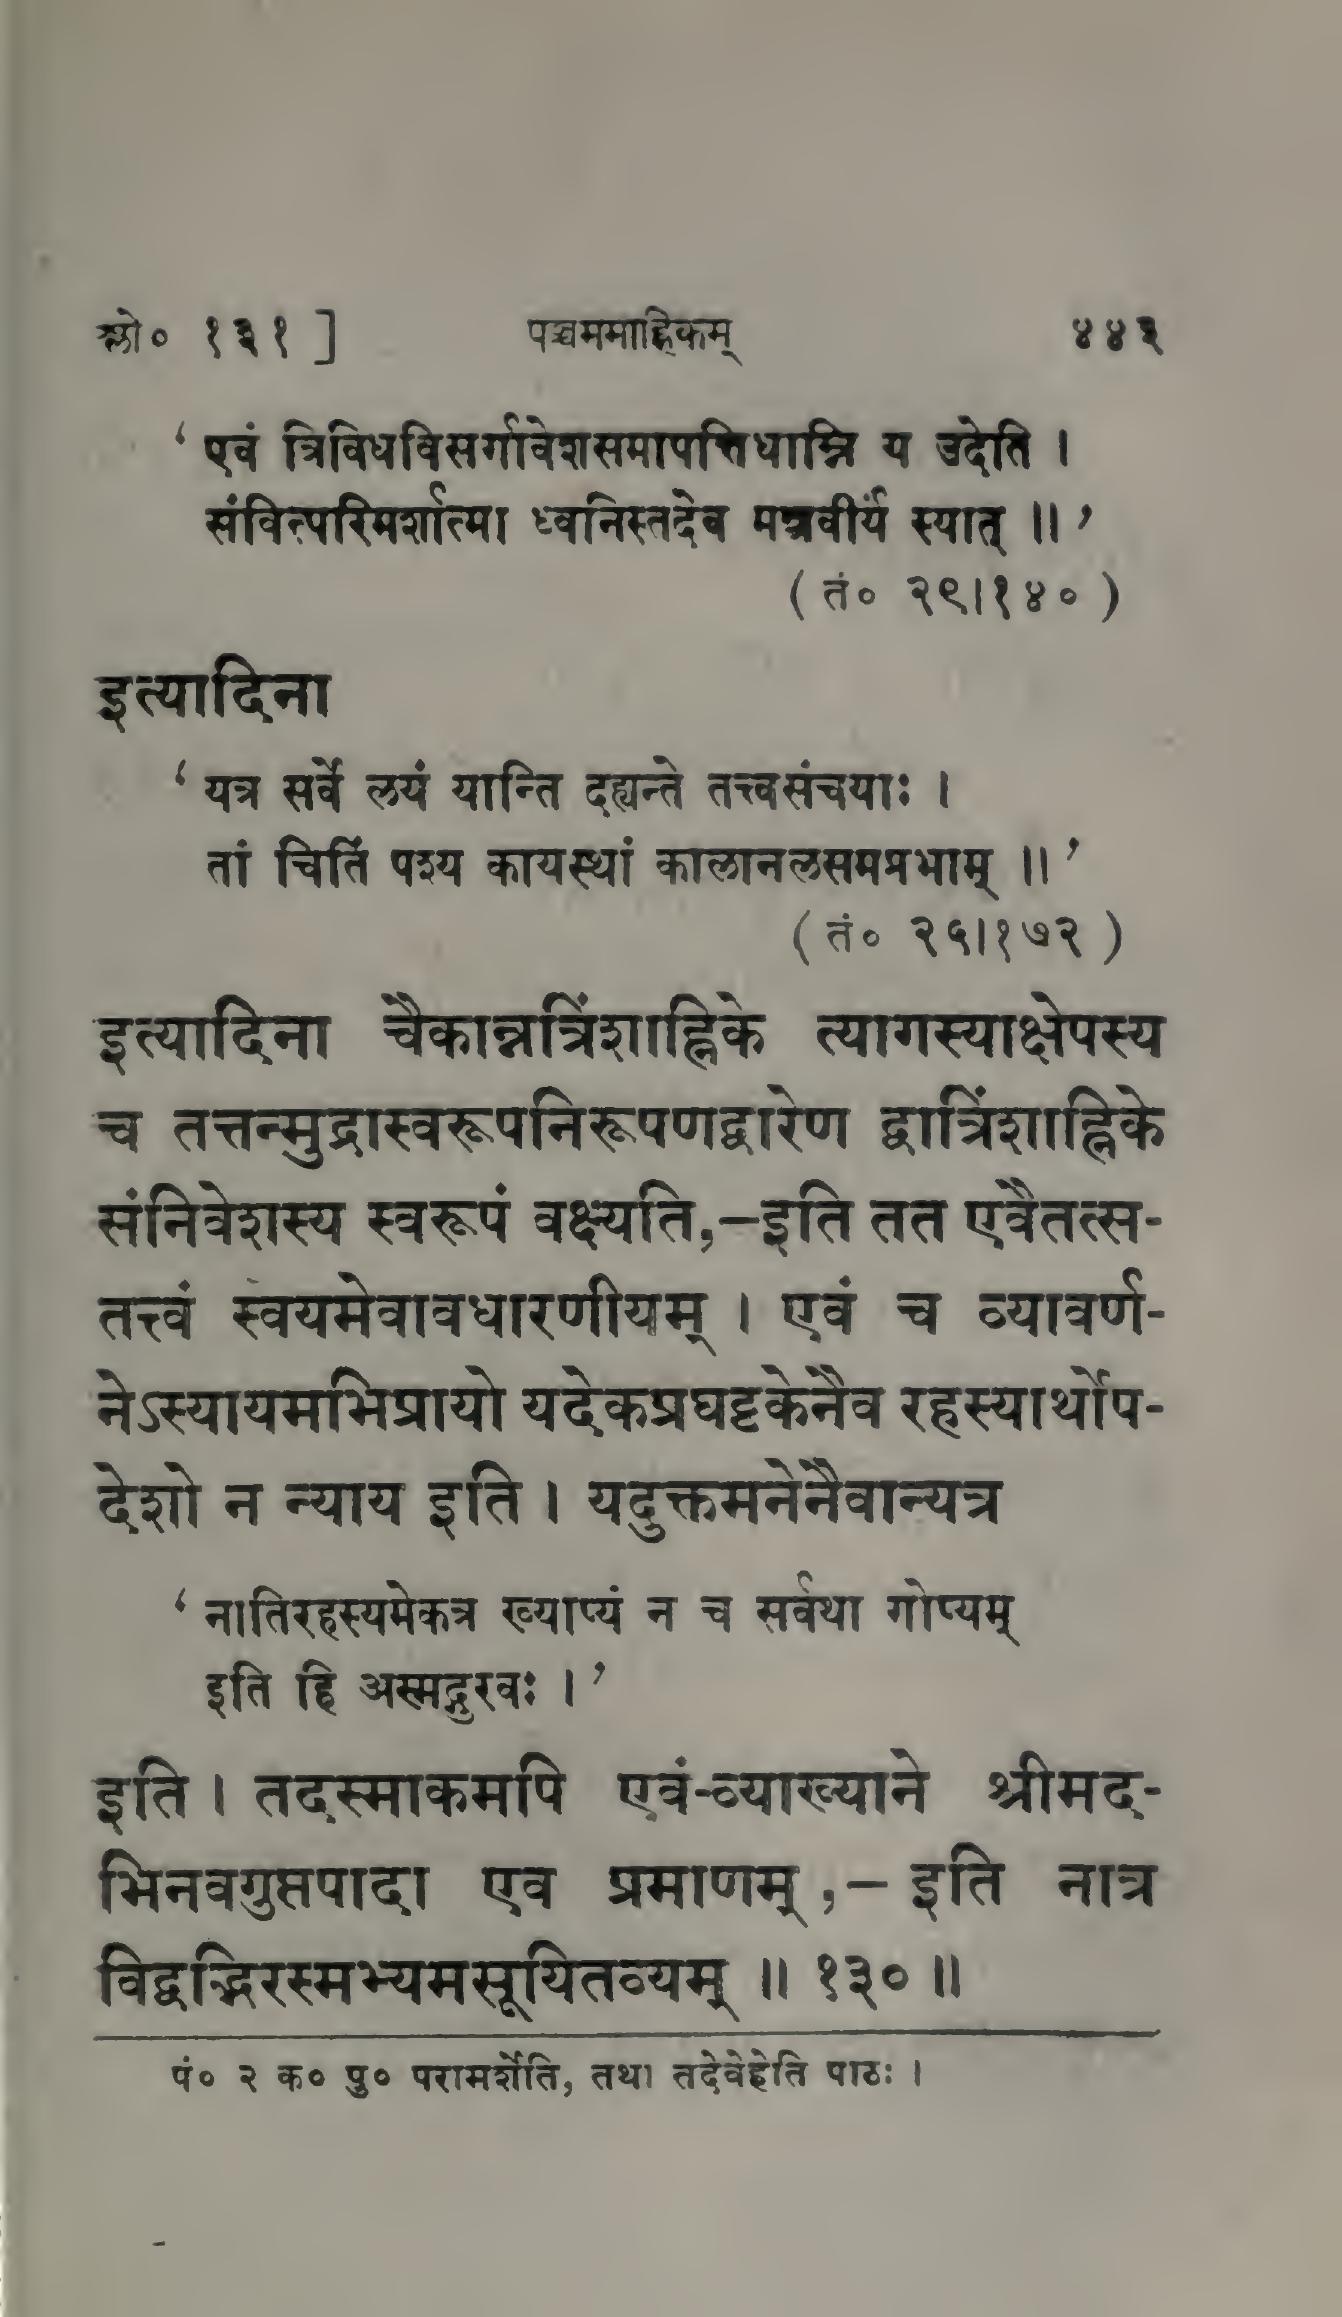 श्लो० १३१ ] पञ्चममाह्निकम् ४४३
‘ एवं त्रिविधविसर्गावेशसमापत्तिधाम्नि य उदेति ।
संवित्परिमर्शात्मा ध्वनिस्तदेव मन्त्रवीर्यं स्यात् ॥ ’
( तं० २९।१४० )
इत्यादिना
‘ यत्र सर्वे लयं यान्ति दह्यन्ते तत्त्वसंचयाः ।
तां चितिं पश्य कायस्थां कालानलसमप्रभाम् ॥ ’
( तं० २९।१७२ )
इत्यादिना चैकान्नत्रिंशाह्निके त्यागस्याक्षेपस्य
च तत्तन्मुद्रास्वरूपनिरूपणद्वारेण द्वात्रिंशाह्निके
संनिवेशस्य स्वरूपं वक्ष्यति,–इति तत एवैतत्स-
तत्त्वं स्वयमेवावधारणीयम् । एवं च व्यावर्ण-
नेऽस्यायमभिप्रायो यदेकप्रघट्टकेनैव रहस्यार्थोप-
देशो न न्याय इति । यदुक्तमनेनैवान्यत्र
‘ नातिरहस्यमेकत्र ख्याप्यं न च सर्वथा गोप्यम्
इति हि अस्मद्गुरवः । ’
इति । तदस्माकमपि एवं-व्याख्याने श्रीमद-
भिनवगुप्तपादा एव प्रमाणम् ,– इति नात्र
विद्वद्भिरस्मभ्यमसूयितव्यम् ॥ १३० ॥
पं० २ क० पु० परामर्शेति, तथा तदेवेहेति पाठः ।